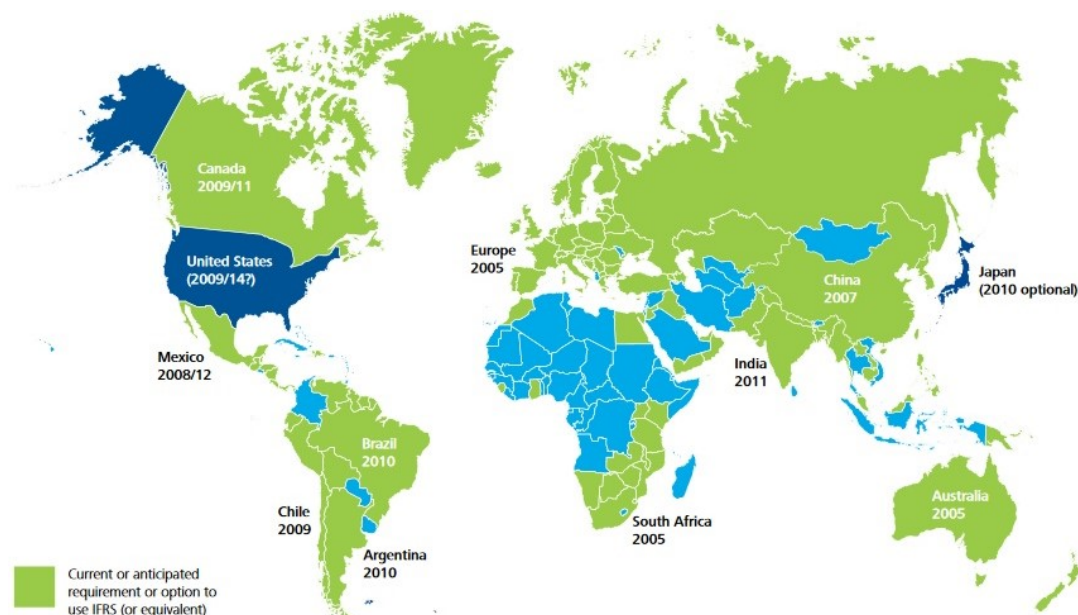 Canada
2009/11
United States
(2009/14?)
Mexico
2008/12
Brazil
2010
Chile
2009
Argentina
2010
Europe
2005
China
2007
Japan
(2010 optional)
India
2011
South Africa
2005
Australia
2005
Current or anticipated
requirement or option to
use IFRS (or equivalent)